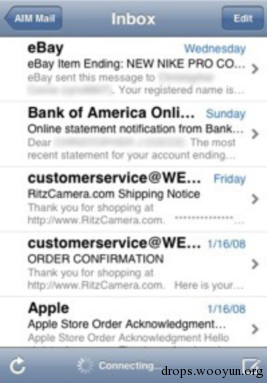 AIM Mail Inbox Edit
eBay Wednesday
eBay Item Ending: NEW NIKE PRO CO...
eBay sent this message to
. Your registered name is...
Bank of America Onli... Sunday
Online statement notification from Bank...
Dear . The most
recent statement for your account ending...
customerservice@WE... Friday
RitzCamera.com Shipping Notice
Thank you for shopping at
http://www.RitzCamera.com. **************...
customerservice@WE... 1/16/08
ORDER CONFIRMATION
Thank you for shopping at
http://www.RitzCamera.com. Here is your...
Apple 1/16/08
Apple Store Order Acknowledgment...
Apple Store Order Acknowledgment Hello
Connecting...
drops.wooyun.org